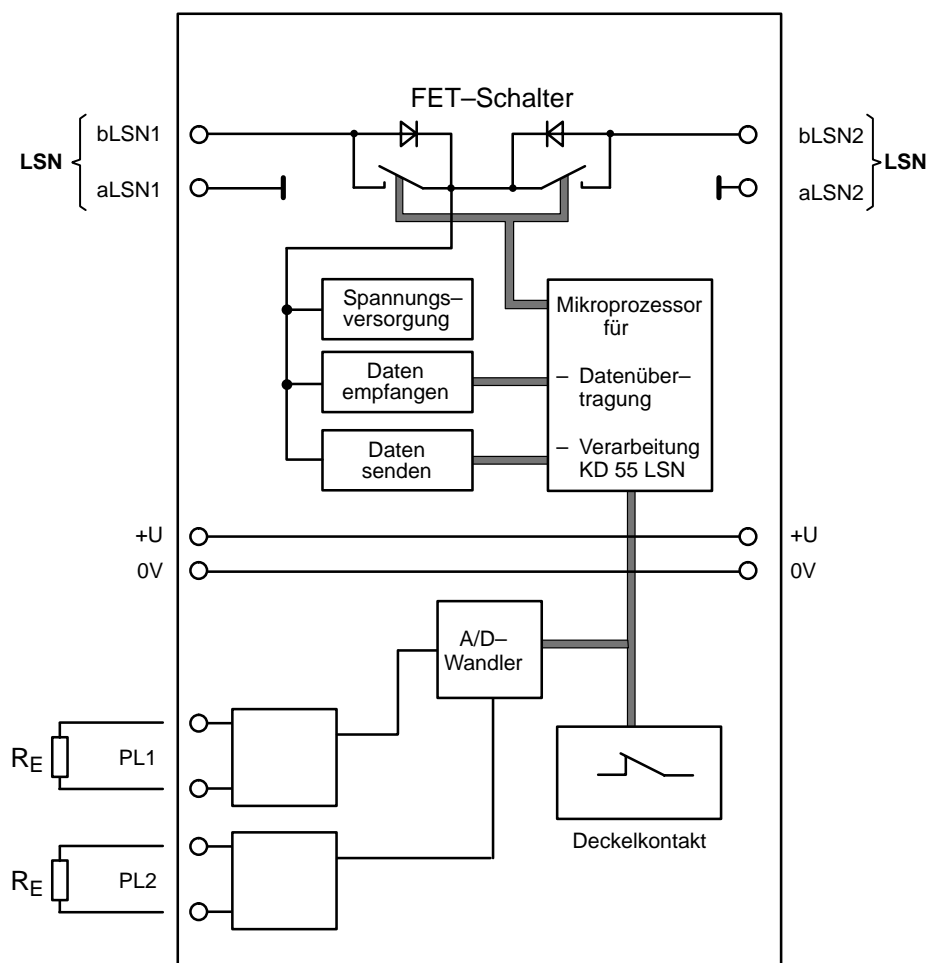 FET–Schalter
bLSN1
bLSN2
LSN
LSN
aLSN1
aLSN2
Spannungs–
versorgung
Mikroprozessor
für
Daten
empfangen
– Datenüber–
tragung
Daten
senden
– Verarbeitung
KD 55 LSN
+U
+U
0V
0V
A/D–
Wandler
RE
PL1
Deckelkontakt
RE
PL2